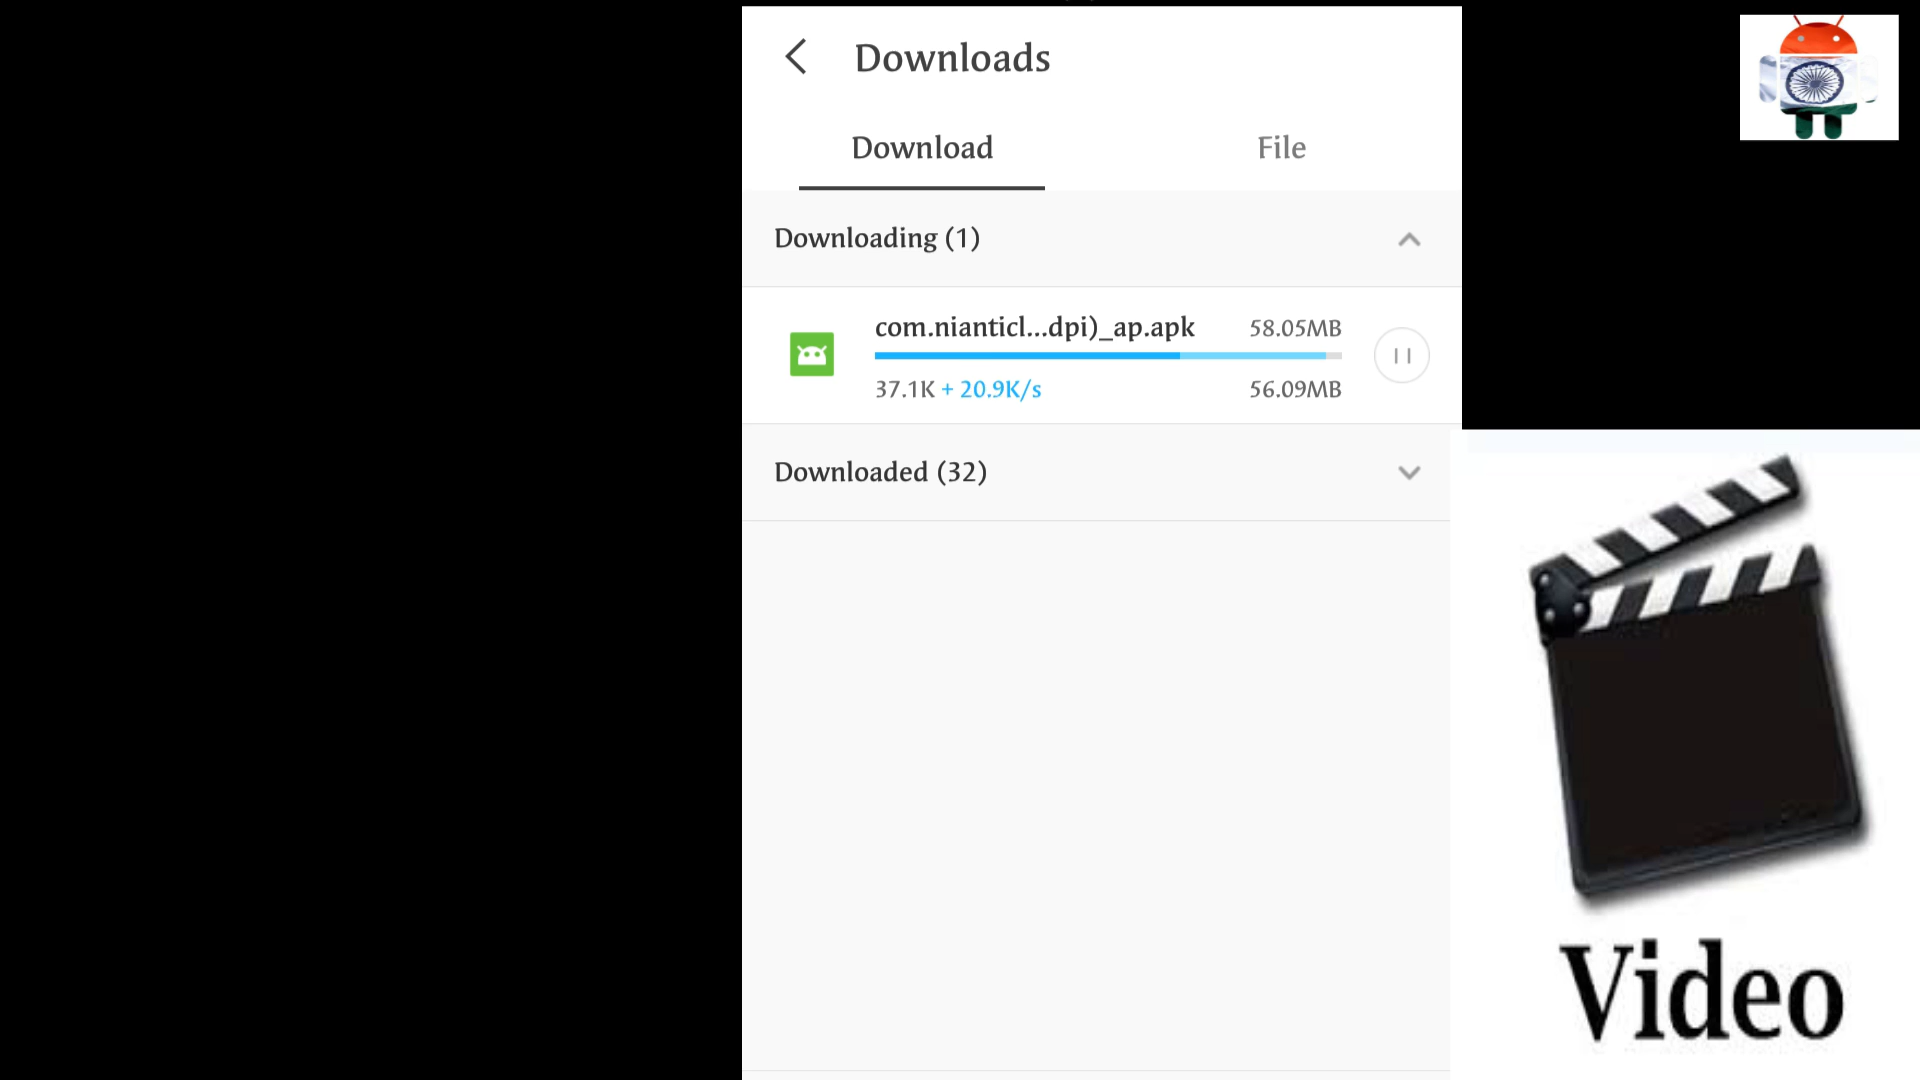 Downloads
Download File
Downloading (1)
com.nianticl...dpi)_ap.apk 58.05MB
37.1K + 20.9K/s 56.09MB
Downloaded (32)
Video